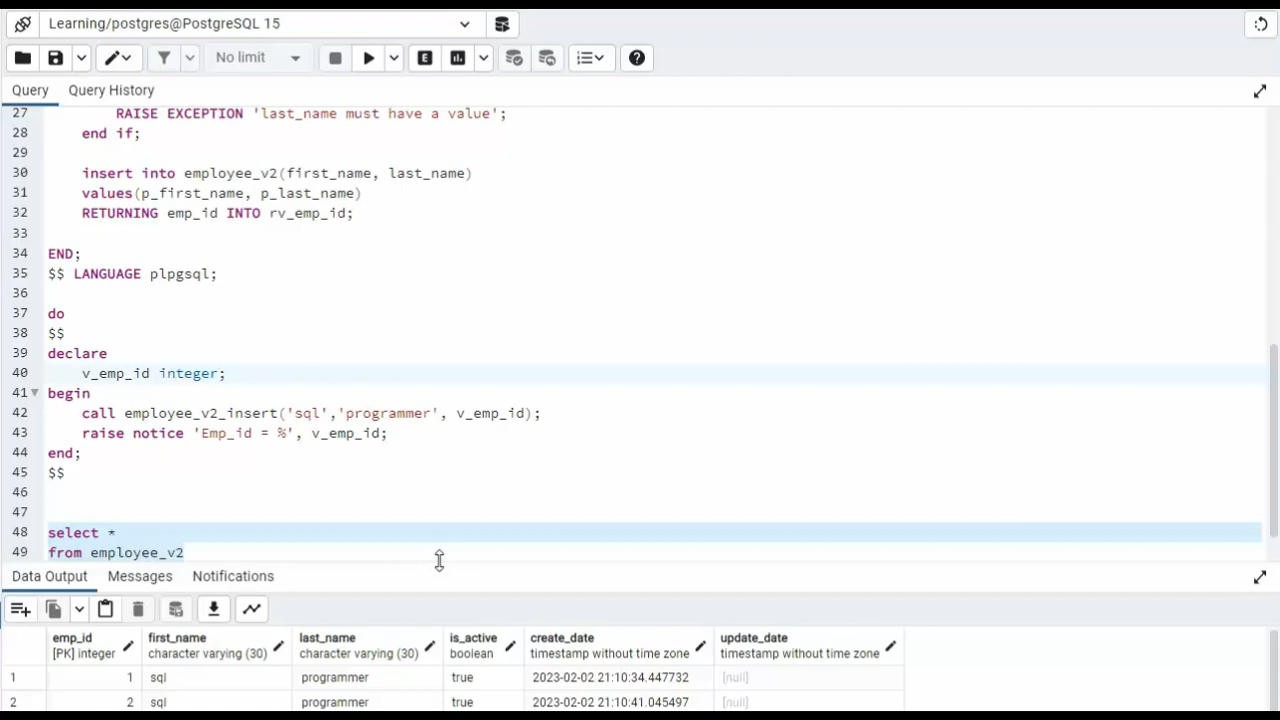 Learning/postgres@PostgreSQL 15
No limit
Query Query History
27 RAISE EXCEPTION 'last_name must have a value';
28 end if;
29
30 insert into employee_v2(first_name, last_name)
31 values(p_first_name, p_last_name)
32 RETURNING emp_id INTO rv_emp_id;
33
34 END;
35 $$ LANGUAGE plpgsql;
36
37 do
38 $$
39 declare
40 v_emp_id integer;
41 begin
42 call employee_v2_insert('sql','programmer', v_emp_id);
43 raise notice 'Emp_id = %', v_emp_id;
44 end;
45 $$
46
47
48 select *
49 from employee_v2
Data Output Messages Notifications
emp_id first_name last_name is_active create_date update_date
[PK] integer character varying (30) character varying (30) boolean timestamp without time zone timestamp without time zone
1 1 sql programmer true 2023-02-02 21:10:34.447732 [null]
2 2 sql programmer true 2023-02-02 21:10:41.045497 [null]